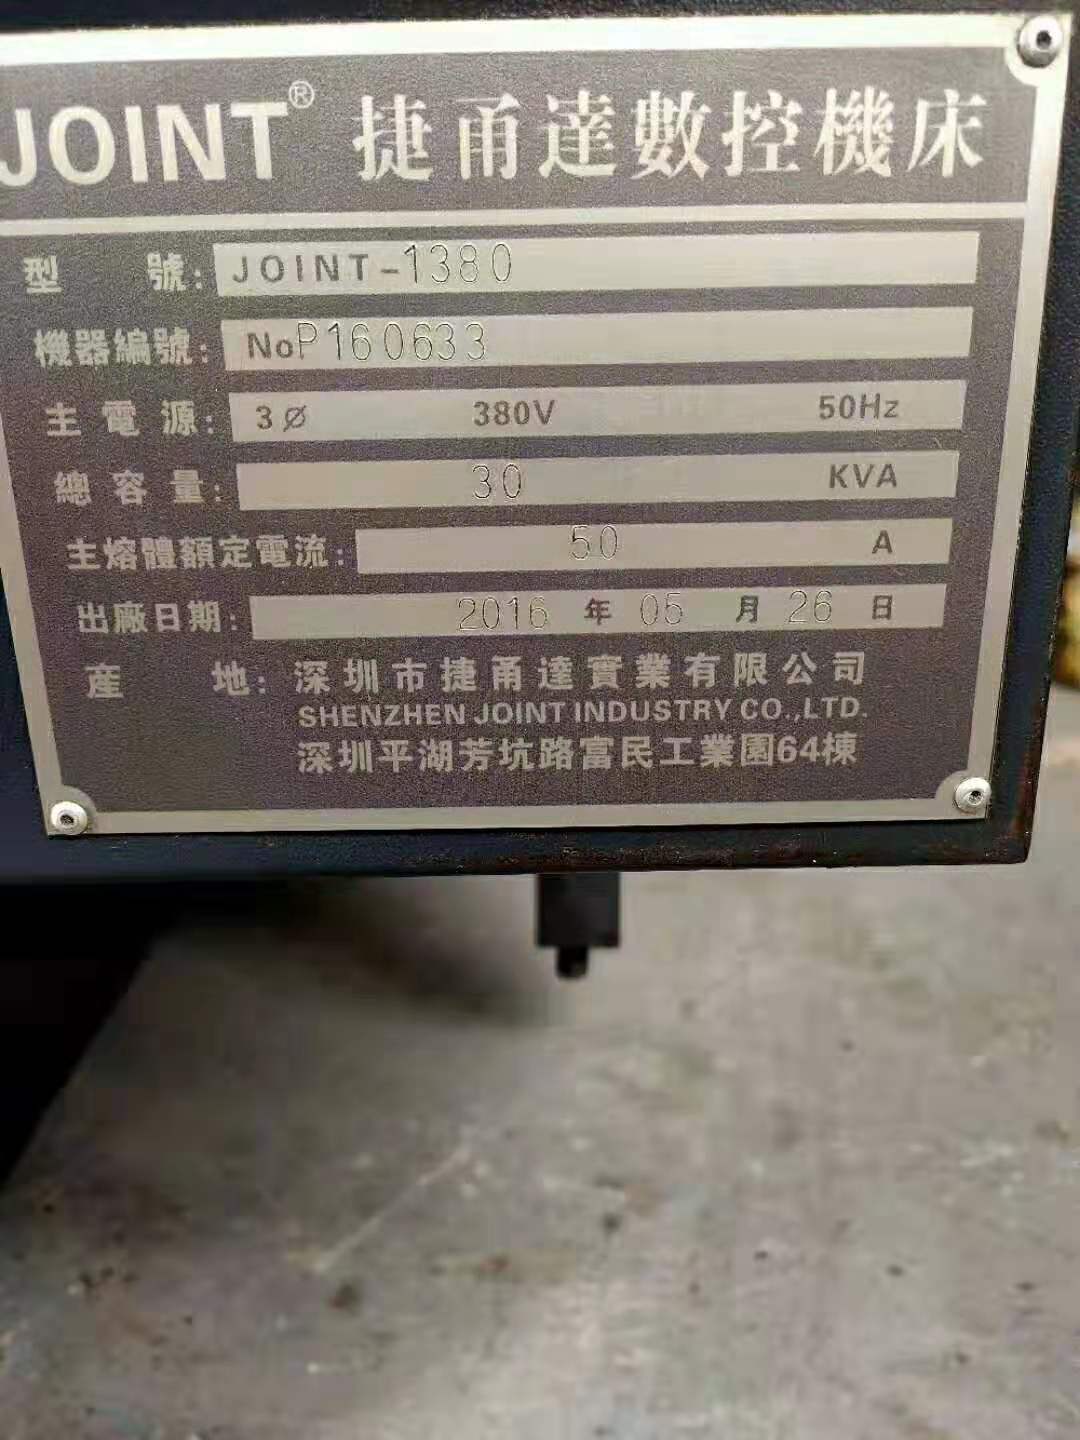 JOINT® 捷甬達數控機床
型 號: JOINT-1380
機器編號: NoP160633
主電源: 3Ø 380V 50Hz
總容量: 30 KVA
主熔體額定電流: 50 A
出廠日期: 2016 年 05 月 26 日
産 地: 深圳市捷甬達實業有限公司
SHENZHEN JOINT INDUSTRY CO.,LTD.
深圳平湖芳坑路富民工業園64棟